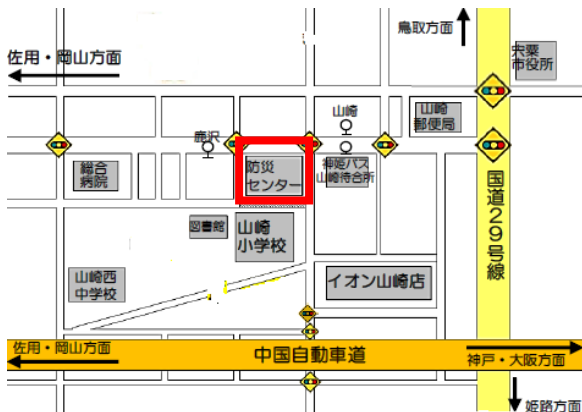 鳥取方面
佐用・岡山方面
宍粟
市役所
山崎
山崎
郵便局
鹿沢
防災
センター
神姫バス
山崎待合所
総合
病院
国道29号線
図書館
山崎
小学校
山崎西
中学校
イオン山崎店
佐用・岡山方面
中国自動車道
神戸・大阪方面
姫路方面